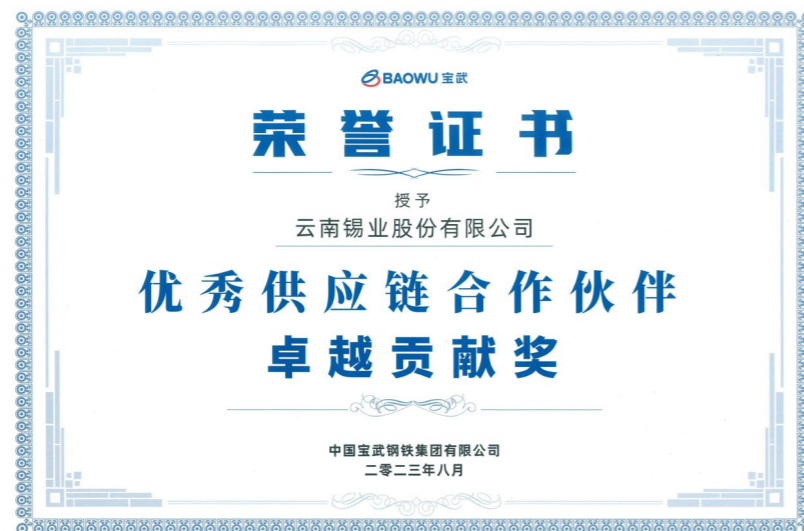 BAOWU 宝武
荣誉证书
授予
云南锡业股份有限公司
优秀供应链合作伙伴
卓越贡献奖
中国宝武钢铁集团有限公司
二零二三年八月